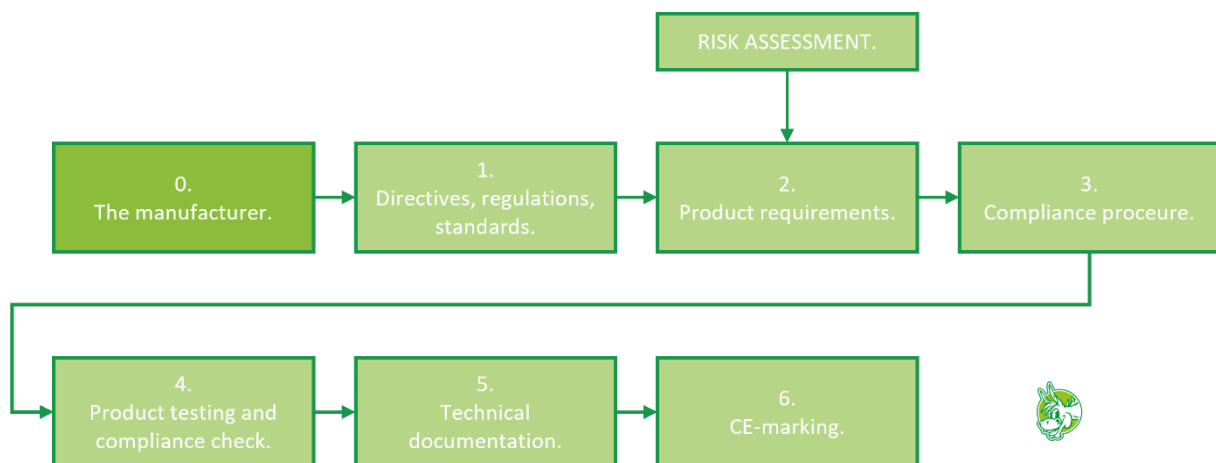 RISK ASSESSMENT.
0.
The manufacturer.
1.
Directives, regulations,
standards.
2.
Product requirements.
3.
Compliance proceure.
4.
Product testing and
compliance check.
5.
Technical
documentation.
6.
CE-marking.